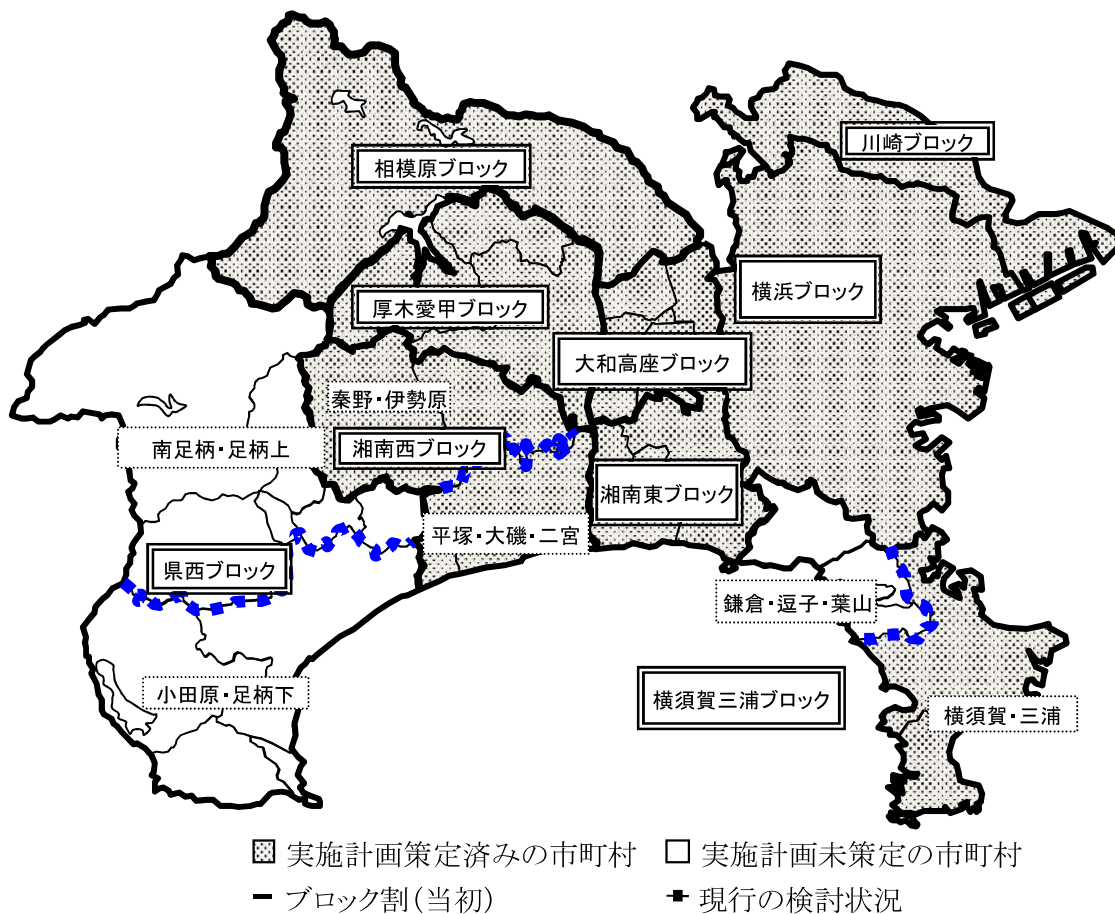 川崎ブロック
相模原ブロック
横浜ブロック
厚木愛甲ブロック
大和高座ブロック
秦野・伊勢原
南足柄・足柄上
湘南西ブロック
湘南東ブロック
平塚・大磯・二宮
県西ブロック
鎌倉・逗子・葉山
小田原・足柄下
横須賀三浦ブロック
横須賀・三浦
実施計画策定済みの市町村
実施計画未策定の市町村
ブロック割(当初)
現行の検討状況